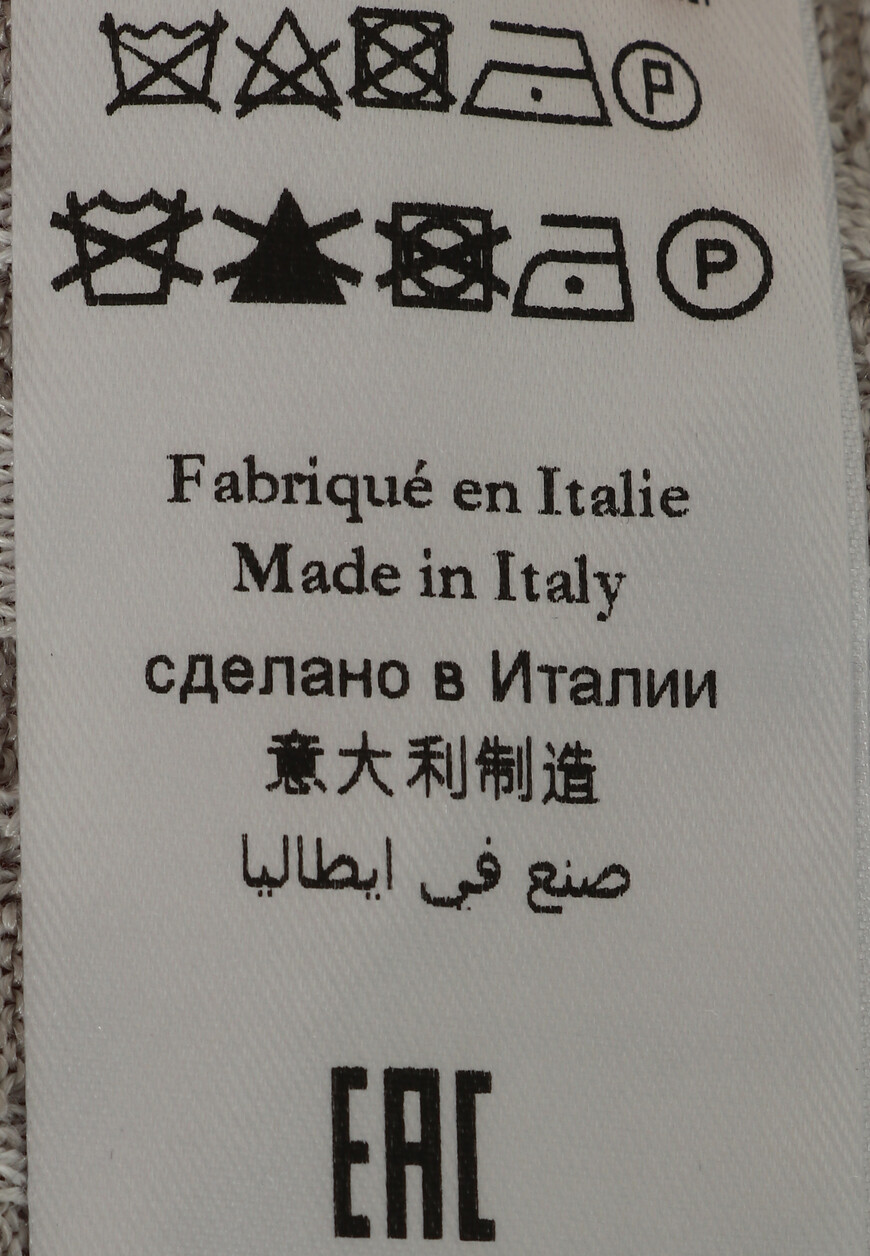 P
P
Fabriqué en Italie
Made in Italy
сделано в Италии
意大利制造
صنع في ايطاليا
EAC